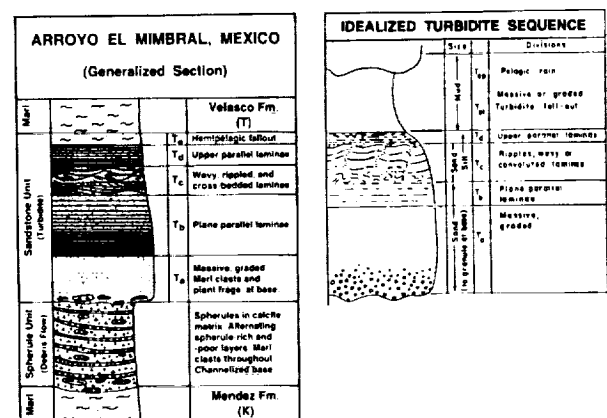 ARROYO EL MIMBRAL, MEXICO
(Generalized Section)
Marl
Velasco Fm.
(T)
Sandstone Unit
(Turbidite)
Te Hemipelagic fallout
Td Upper parallel laminae
Tc Wavy, rippled, and
cross bedded laminae
Tb Plane parallel laminae
Ta Massive, graded
Marl clasts and
plant frags at base
Spherule Unit
(Debris Flow)
Spherules in calcite
matrix. Alternating
spherule rich and
-poor layers. Marl
clasts throughout
Channelized base
Marl
Mendez Fm.
(K)
IDEALIZED TURBIDITE SEQUENCE
Size
Divisions
Mud
Tep Pelagic rain
Massive or graded
Tet Turbidite fall-out
Td Upper parallel laminae
Sand
Silt
Tc Ripples, wavy or
convoluted laminae
Tb Plane parallel
laminae
Sand
(to granule at base)
Ta Massive,
graded